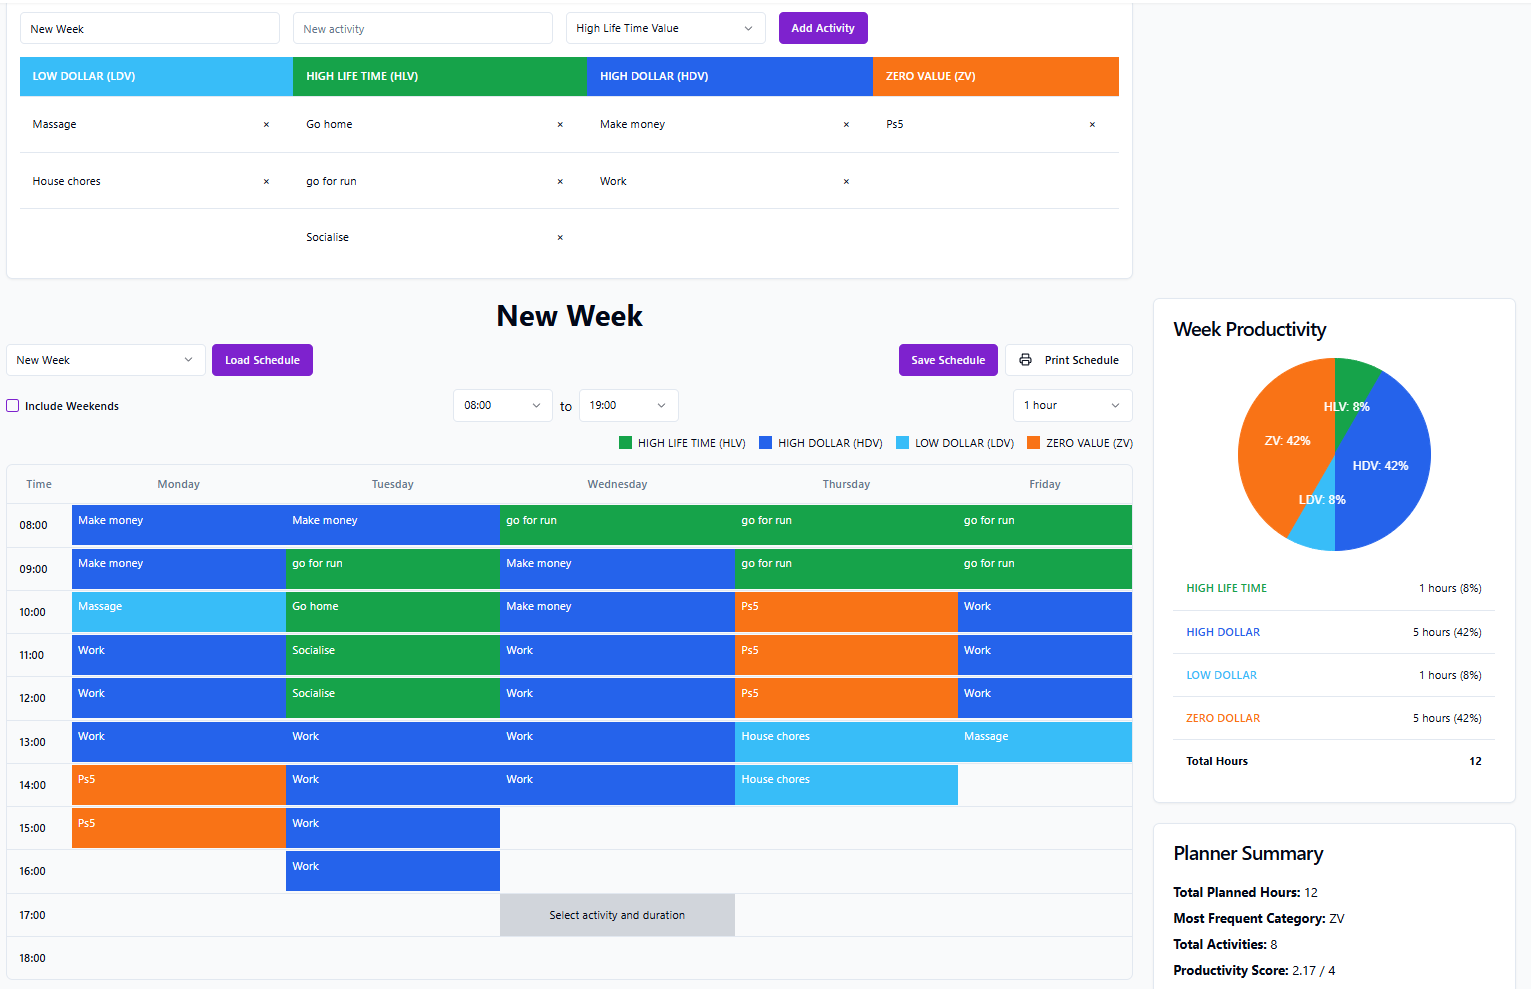 New Week
New activity
High Life Time Value
Add Activity
LOW DOLLAR (LDV) HIGH LIFE TIME (HLV) HIGH DOLLAR (HDV) ZERO VALUE (ZV)
Massage × Go home × Make money × Ps5 ×
House chores × go for run × Work ×
Socialise ×
New Week
New Week
Load Schedule
Save Schedule
Print Schedule
Include Weekends
08:00 to 19:00
1 hour
HIGH LIFE TIME (HLV) HIGH DOLLAR (HDV) LOW DOLLAR (LDV) ZERO VALUE (ZV)
Time Monday Tuesday Wednesday Thursday Friday
08:00 Make money Make money go for run go for run go for run
09:00 Make money go for run Make money go for run go for run
10:00 Massage Go home Make money Ps5 Work
11:00 Work Socialise Work Ps5 Work
12:00 Work Socialise Work Ps5 Work
13:00 Work Work Work House chores Massage
14:00 Ps5 Work Work House chores
15:00 Ps5 Work
16:00 Work
17:00 Select activity and duration
18:00
Week Productivity
HLV: 8%
ZV: 42%
HDV: 42%
LDV: 8%
HIGH LIFE TIME 1 hours (8%)
HIGH DOLLAR 5 hours (42%)
LOW DOLLAR 1 hours (8%)
ZERO DOLLAR 5 hours (42%)
Total Hours 12
Planner Summary
Total Planned Hours: 12
Most Frequent Category: ZV
Total Activities: 8
Productivity Score: 2.17 / 4